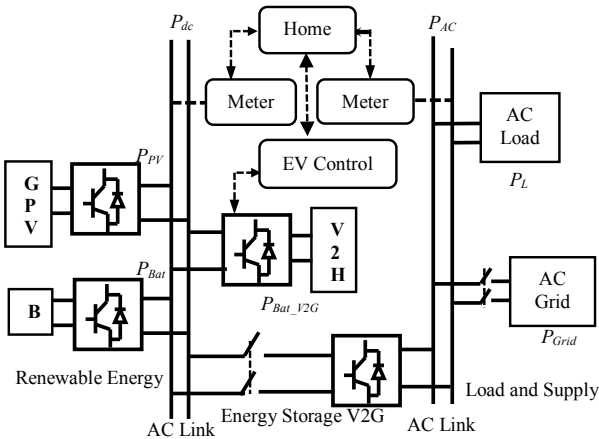 P_dc
Home
P_AC
Meter
Meter
AC
Load
P_L
EV Control
P_PV
G
P
V
V
2
H
P_Bat
P_Bat_V2G
B
AC
Grid
P_Grid
Renewable Energy
Energy Storage V2G
Load and Supply
AC Link
AC Link